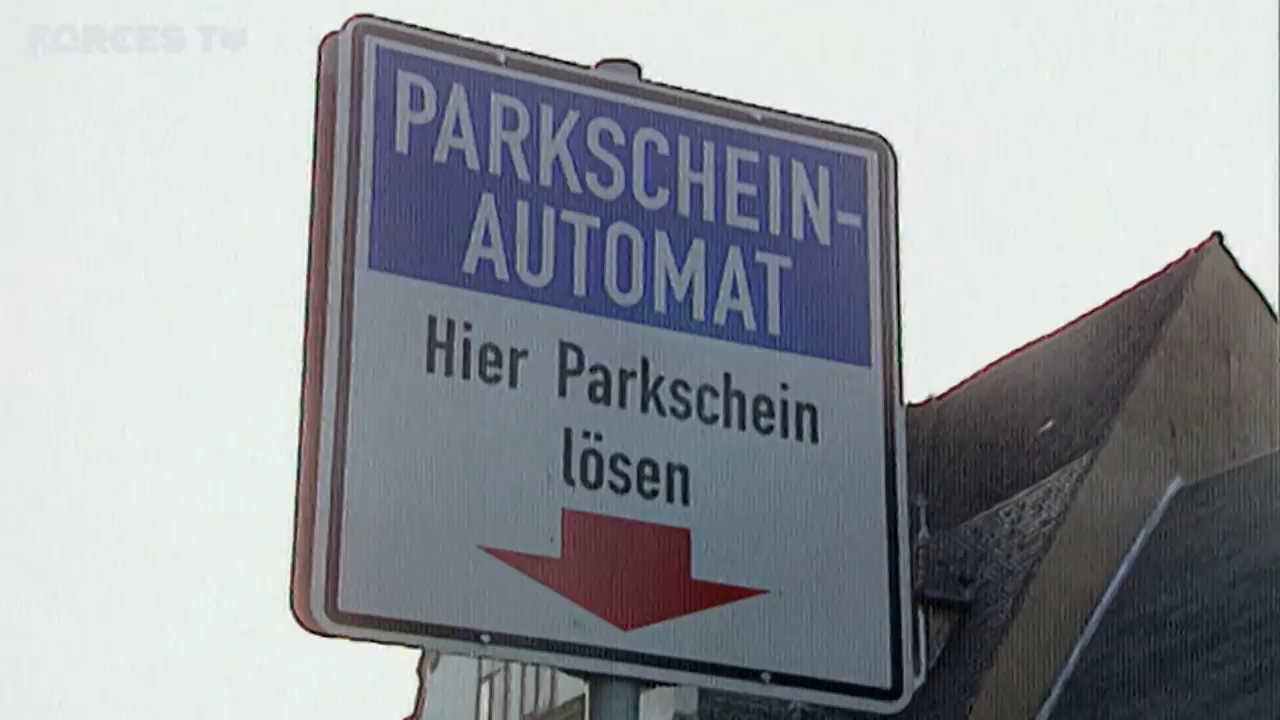 FORCES TV
PARKSCHEIN-
AUTOMAT
Hier Parkschein
lösen